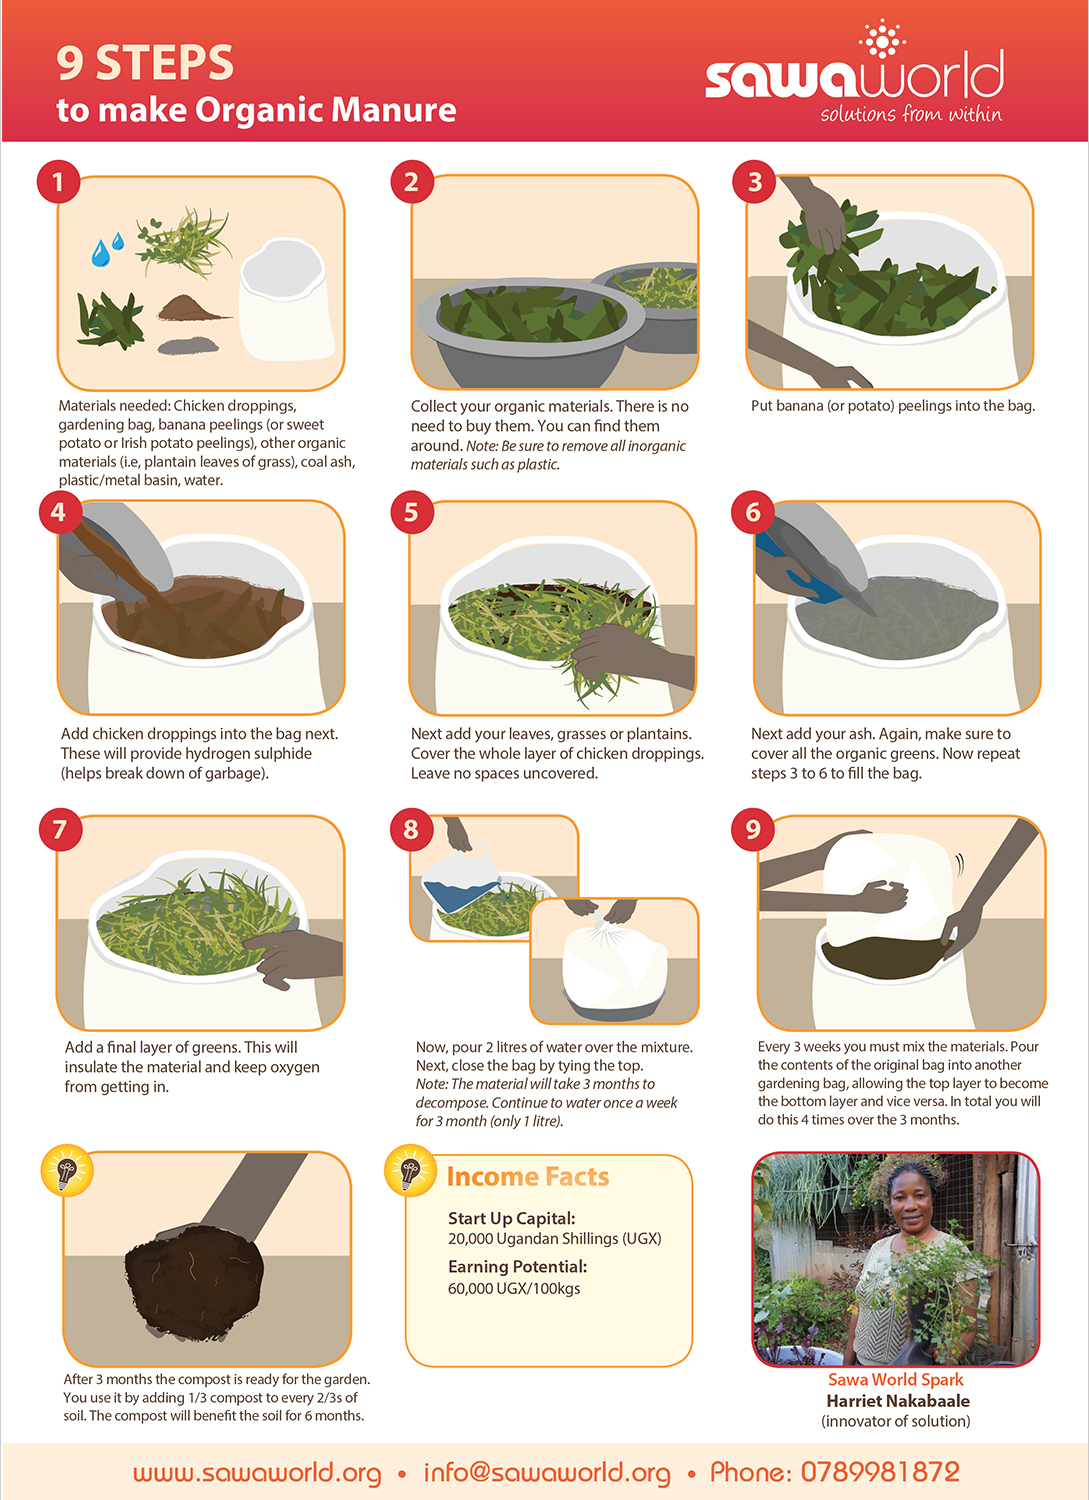 9 STEPS
to make Organic Manure
sawaworld
solutions from within
1
Materials needed: Chicken droppings,
gardening bag, banana peelings (or sweet
potato or Irish potato peelings), other organic
materials (i.e, plantain leaves of grass), coal ash,
plastic/metal basin, water.
2
Collect your organic materials. There is no
need to buy them. You can find them
around. Note: Be sure to remove all inorganic
materials such as plastic.
3
Put banana (or potato) peelings into the bag.
4
Add chicken droppings into the bag next.
These will provide hydrogen sulphide
(helps break down of garbage).
5
Next add your leaves, grasses or plantains.
Cover the whole layer of chicken droppings.
Leave no spaces uncovered.
6
Next add your ash. Again, make sure to
cover all the organic greens. Now repeat
steps 3 to 6 to fill the bag.
7
Add a final layer of greens. This will
insulate the material and keep oxygen
from getting in.
8
Now, pour 2 litres of water over the mixture.
Next, close the bag by tying the top.
Note: The material will take 3 months to
decompose. Continue to water once a week
for 3 month (only 1 litre).
9
Every 3 weeks you must mix the materials. Pour
the contents of the original bag into another
gardening bag, allowing the top layer to become
the bottom layer and vice versa. In total you will
do this 4 times over the 3 months.
After 3 months the compost is ready for the garden.
You use it by adding 1/3 compost to every 2/3s of
soil. The compost will benefit the soil for 6 months.
Income Facts
Start Up Capital:
20,000 Ugandan Shillings (UGX)
Earning Potential:
60,000 UGX/100kgs
Sawa World Spark
Harriet Nakabaale
(innovator of solution)
www.sawaworld.org • info@sawaworld.org • Phone: 0789981872